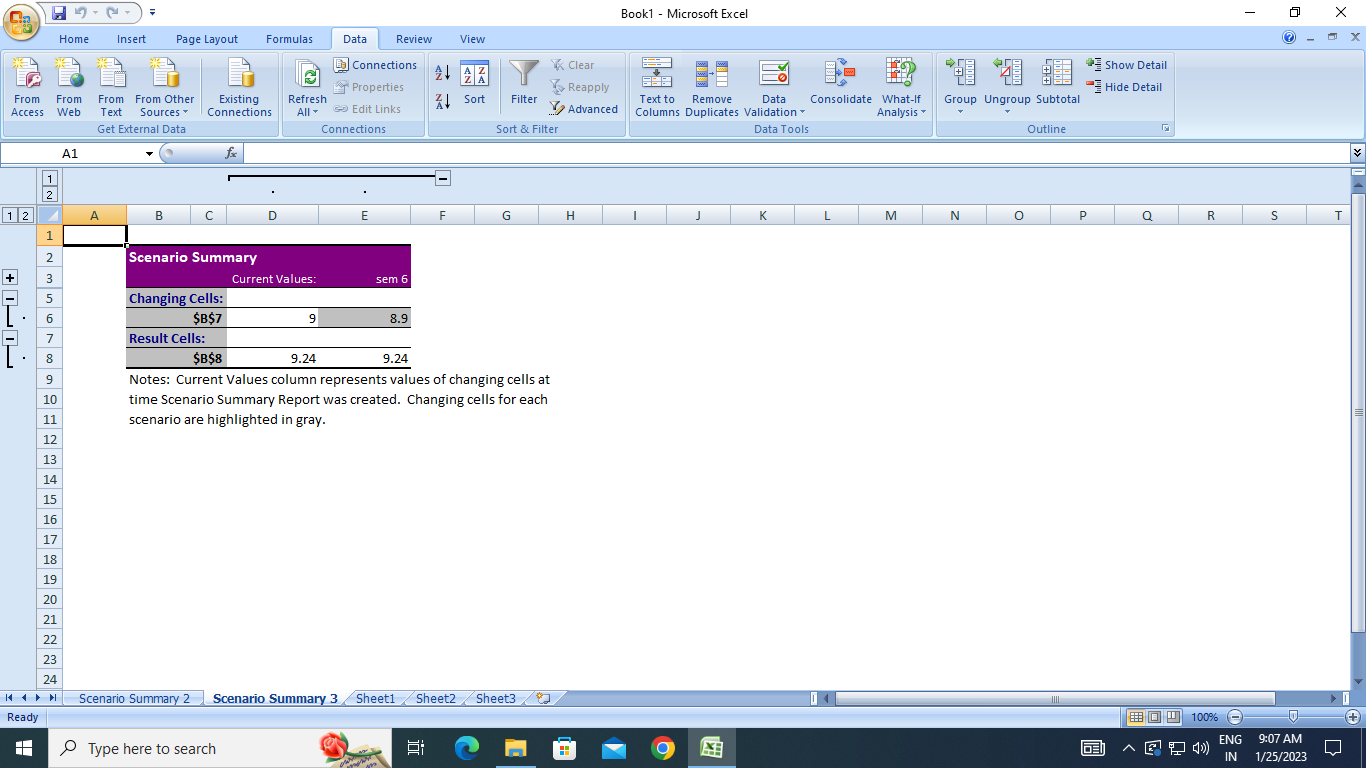 Book1 - Microsoft Excel
Home Insert Page Layout Formulas Data Review View
From Access
From Web
From Text
From Other Sources
Existing Connections
Get External Data
Refresh All
Connections
Properties
Edit Links
Connections
Sort
Filter
Clear
Reapply
Advanced
Sort & Filter
Text to Columns
Remove Duplicates
Data Validation
Consolidate
What-If Analysis
Data Tools
Group
Ungroup
Subtotal
Show Detail
Hide Detail
Outline
A1 fx
1
2
1 2 A B C D E F G H I J K L M N O P Q R S T
1
2 Scenario Summary
3 Current Values: sem 6
5 Changing Cells:
6 $B$7 9 8.9
7 Result Cells:
8 $B$8 9.24 9.24
9 Notes: Current Values column represents values of changing cells at
10 time Scenario Summary Report was created. Changing cells for each
11 scenario are highlighted in gray.
12
13
14
15
16
17
18
19
20
21
22
23
24
Scenario Summary 2 Scenario Summary 3 Sheet1 Sheet2 Sheet3
Ready 100%
Type here to search
ENG
IN
9:07 AM
1/25/2023